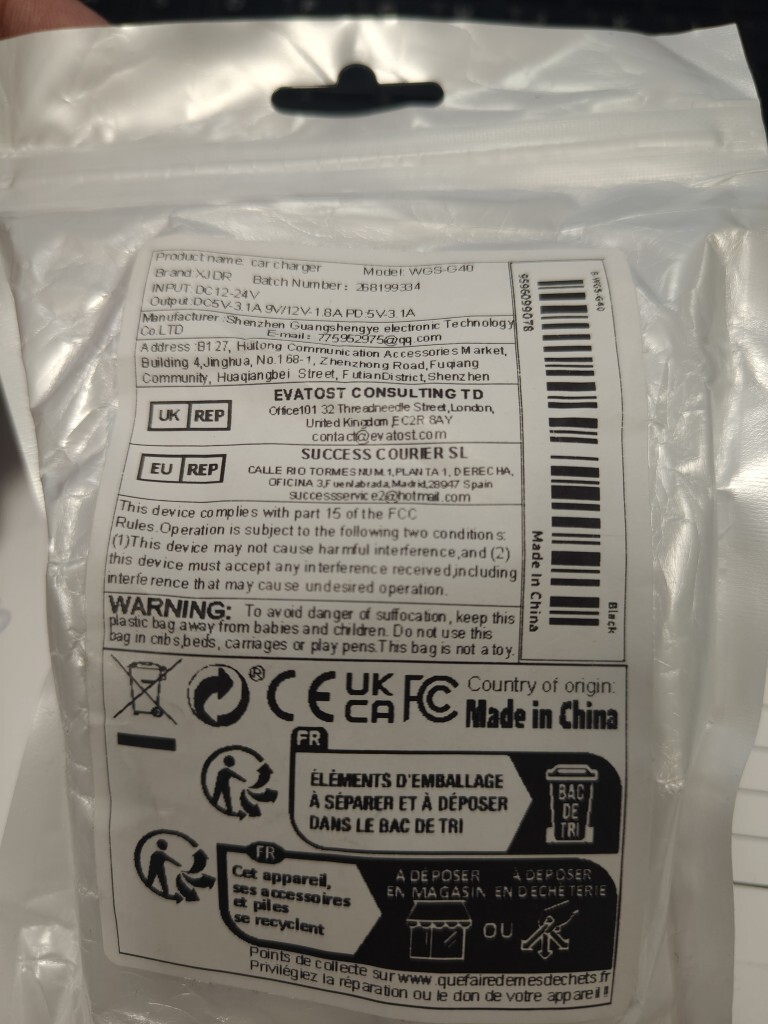 Product name: car charger Model: WGS-G40
Brand:XJDR Batch Number: 268199334
INPUT:DC12-24V
Output:DC5V-3.1A 9V/12V-1.8A PD:5V-3.1A
Manufacturer :Shenzhen Guangshengye electronic Technology
Co.LTD E-mail: 775952975@qq.com
Address :B127, Haitong Communication Accessories Market,
Building 4,Jinghua, No.168-1, Zhenzhong Road,Fuqiang
Community, Huaqiangbei Street, FutianDistrict,Shenzhen
UK REP
EVATOST CONSULTING TD
Office101 32 Threadneedle Street,London,
United Kingdom,EC2R 8AY
contact@evatost.com
EU REP
SUCCESS COURIER SL
CALLE RIO TORMES NUM.1,PLANTA 1, DERECHA,
OFICINA 3,Fuenlabrada,Madrid,28947 Spain
successservice2@hotmail.com
This device complies with part 15 of the FCC
Rules.Operation is subject to the following two conditions:
(1)This device may not cause harmful interference,and (2)
this device must accept any interference received,including
interference that may cause undesired operation.
WARNING: To avoid danger of suffocation, keep this
plastic bag away from babies and children. Do not use this
bag in cribs,beds, carriages or play pens.This bag is not a toy.
9596099078
B WGS-G40
Made In China
Black
® CE UK CA FC
Country of origin:
Made in China
FR
ÉLÉMENTS D'EMBALLAGE
À SÉPARER ET À DÉPOSER
DANS LE BAC DE TRI
BAC
DE
TRI
FR
Cet appareil,
ses accessoires
et piles
se recyclent
À DÉPOSER
EN MAGASIN
OU
À DÉPOSER
EN DÉCHÈTERIE
Points de collecte sur www.quefairedemesdechets.fr
Privilégiez la réparation ou le don de votre appareil !